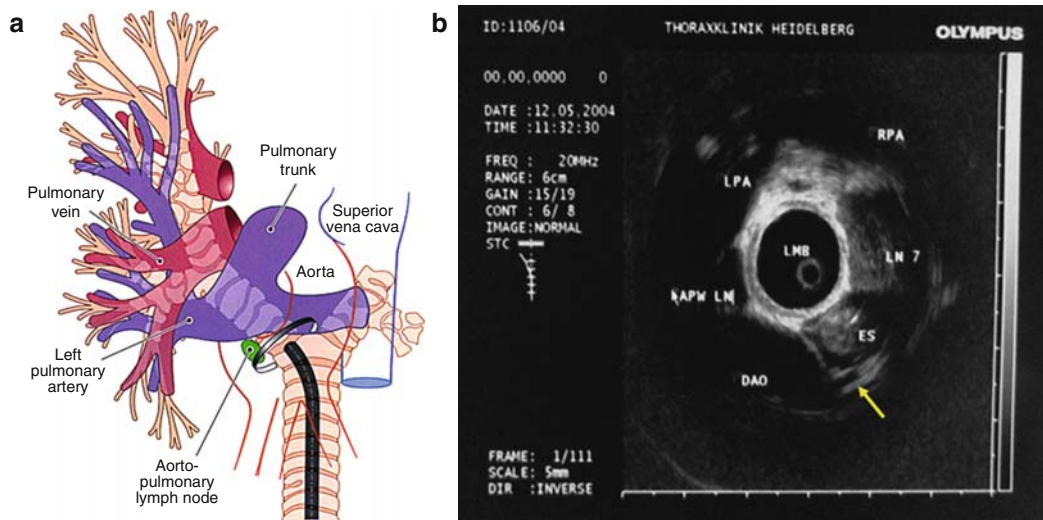 a
Pulmonary
trunk
Pulmonary
vein
Superior
vena cava
Aorta
Left
pulmonary
artery
Aorto-
pulmonary
lymph node
b
ID:1106/04
THORAXKLINIK HEIDELBERG
OLYMPUS
00,00,0000 0
DATE :12.05.2004
TIME :11:32:30
FREQ : 20MHz
RANGE: 6cm
GAIN :15/19
CONT : 6/ 8
IMAGE:NORMAL
STC
RPA
LPA
LMB
LN 7
APW LN
ES
DAO
FRAME: 1/111
SCALE: 5mm
DIR :INVERSE